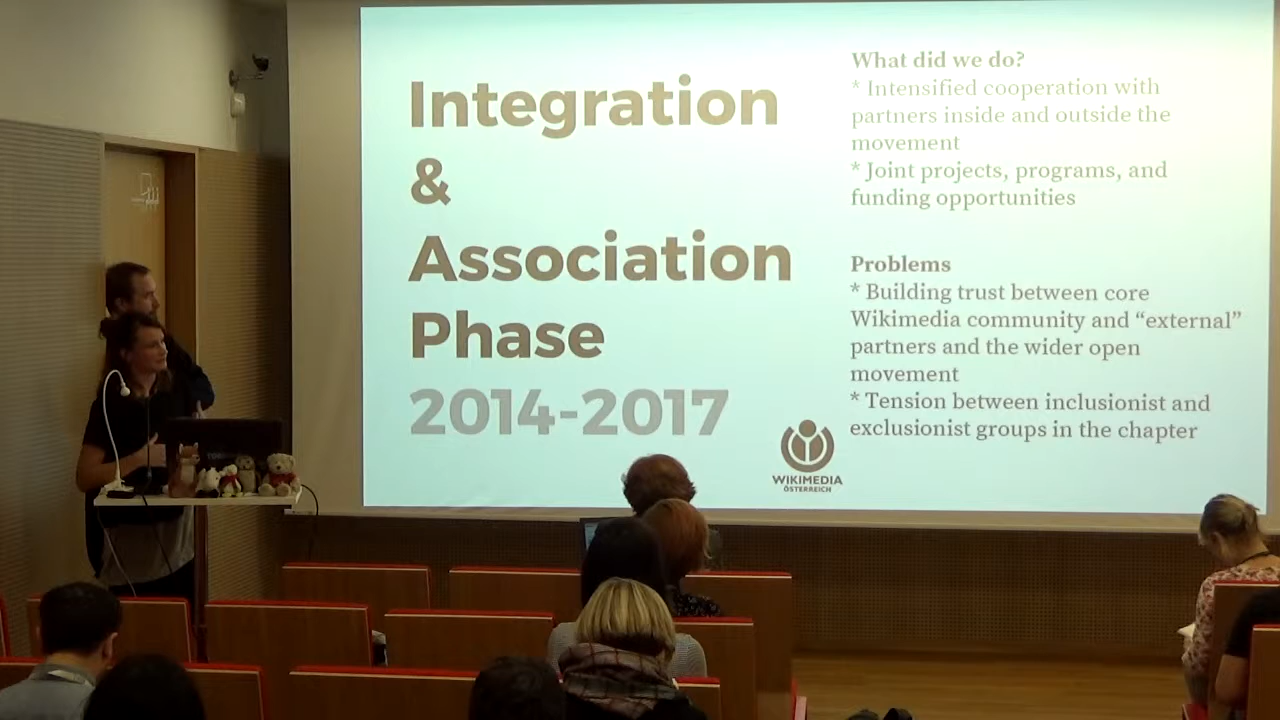 Integration
&
Association
Phase
2014-2017
What did we do?
* Intensified cooperation with
partners inside and outside the
movement
* Joint projects, programs, and
funding opportunities
Problems
* Building trust between core
Wikimedia community and “external”
partners and the wider open
movement
* Tension between inclusionist and
exclusionist groups in the chapter
WIKIMEDIA
ÖSTERREICH